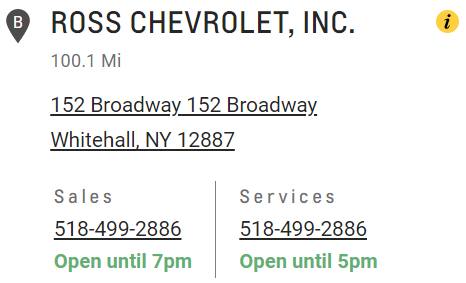 B
ROSS CHEVROLET, INC.
i
100.1 Mi
152 Broadway 152 Broadway
Whitehall, NY 12887
Sales
Services
518-499-2886
518-499-2886
Open until 7pm
Open until 5pm